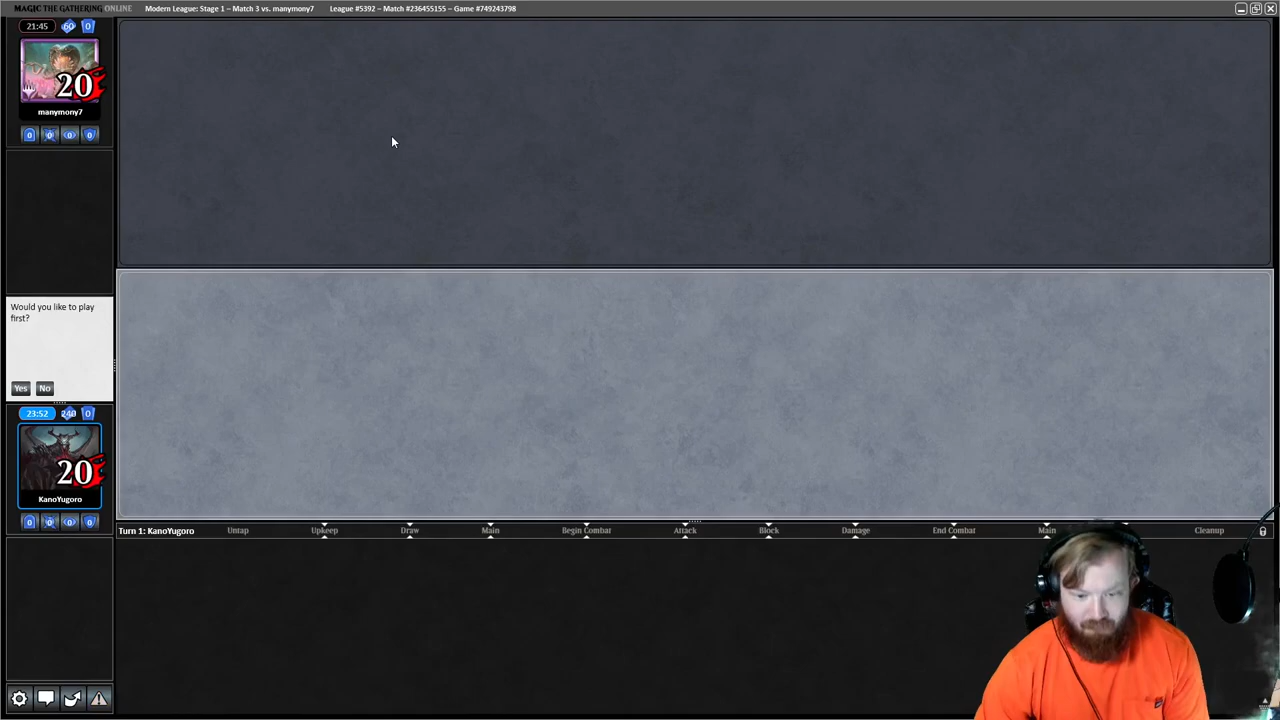 MAGIC THE GATHERING ONLINE Modern League: Stage 1 – Match 3 vs. manymony7 League #5392 – Match #236455155 – Game #749243798
21:45 60 0
20
manymony7
0 0 0 0
Would you like to play
first?
Yes No
23:52 240 0
20
KanoYugoro
0 0 0 0
Turn 1: KanoYugoro Untap Upkeep Draw Main Begin Combat Attack Block Damage End Combat Main Cleanup